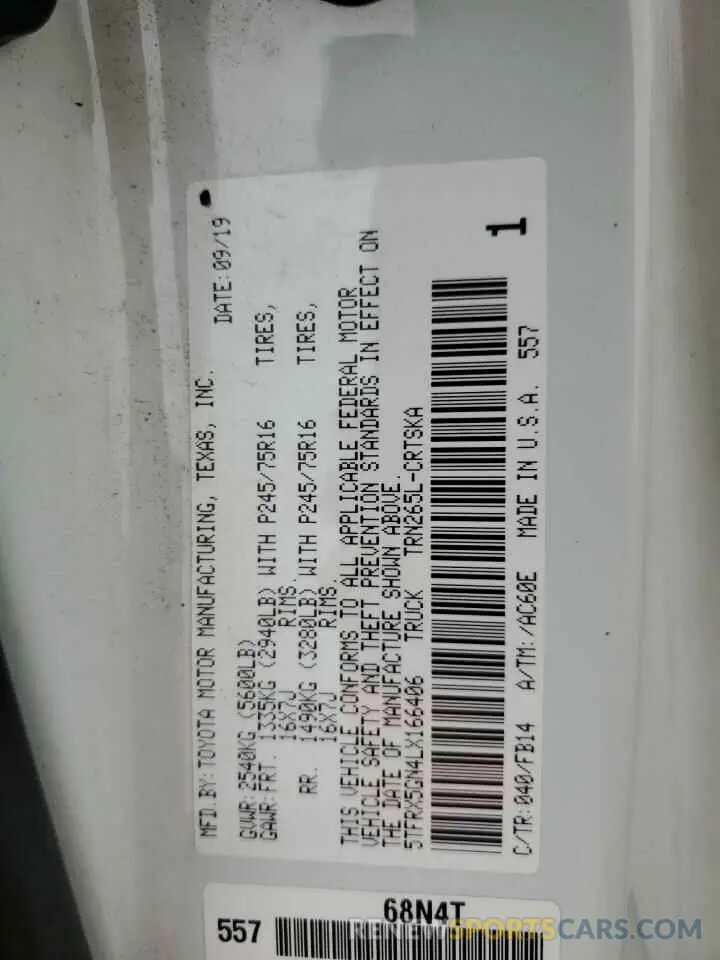 MFD.BY:TOYOTA MOTOR MANUFACTURING, TEXAS, INC. DATE:09/19
GVWR:2540KG (5600LB)
GAWR:FRT. 1335KG (2940LB) WITH P245/75R16 TIRES,
16X7J RIMS.
RR. 1490KG (3280LB) WITH P245/75R16 TIRES,
16X7J RIMS.
THIS VEHICLE CONFORMS TO ALL APPLICABLE FEDERAL MOTOR
VEHICLE SAFETY AND THEFT PREVENTION STANDARDS IN EFFECT ON
THE DATE OF MANUFACTURE SHOWN ABOVE.
5TFRX5GN4LX166406 TRUCK TRN265L-CRTSKA
1
C/TR:040/FB14 A/TM:/AC60E MADE IN U.S.A. 557
557 68N4T
RENEWSPORTSCARS.COM